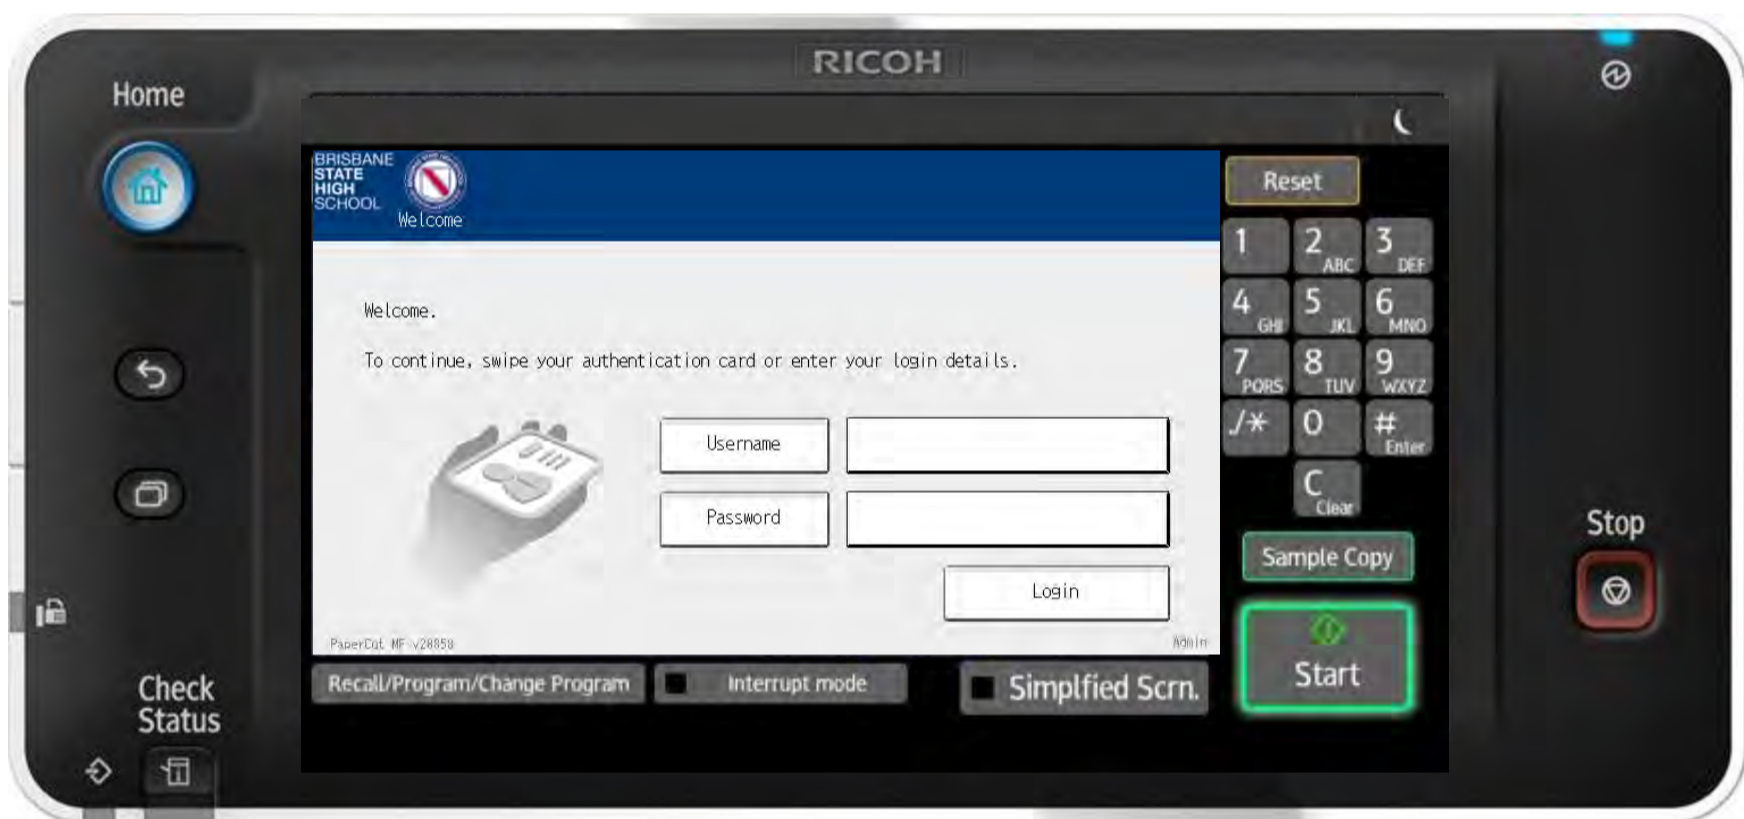 RICOH
Home
BRISBANE
STATE
HIGH
SCHOOL
Welcome
Welcome.
To continue, swipe your authentication card or enter your login details.
Username
Password
Login
PaperCut MF v28858
Admin
Recall/Program/Change Program
Interrupt mode
Simplfied Scrn.
Reset
1 2 ABC 3 DEF
4 GHI 5 JKL 6 MNO
7 PQRS 8 TUV 9 WXYZ
./* 0 # Enter
C Clear
Sample Copy
Start
Stop
Check
Status